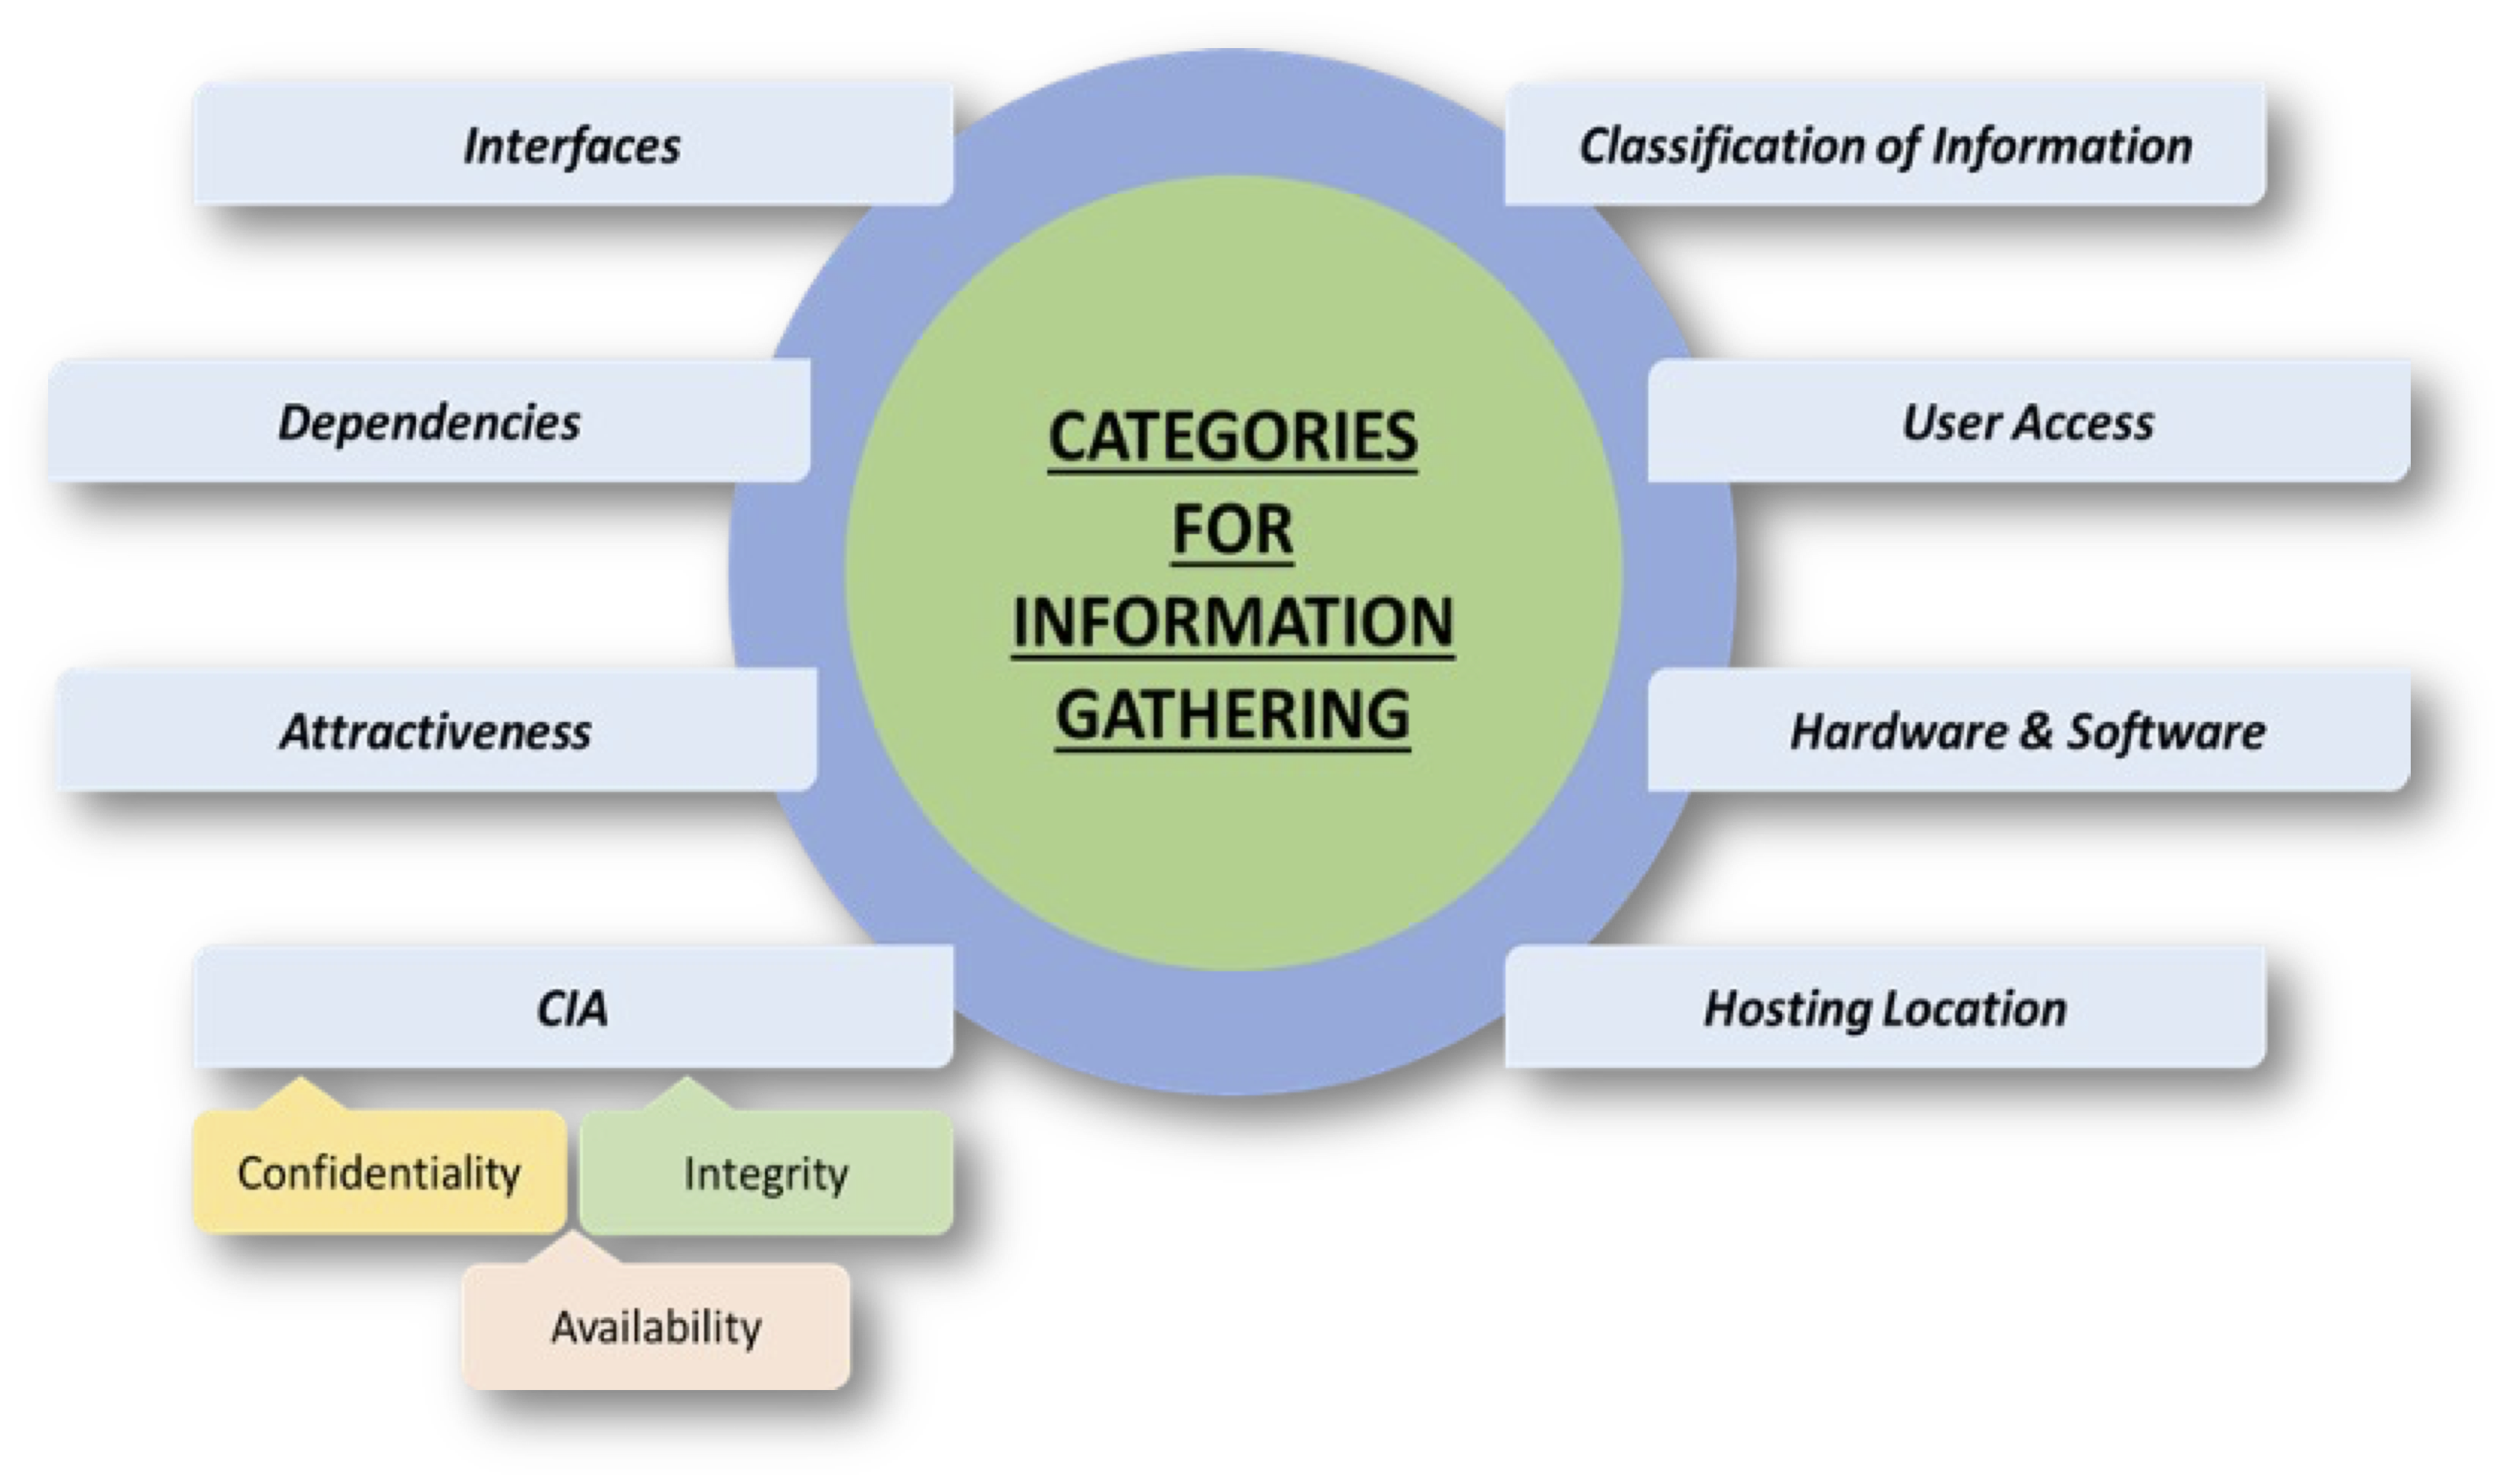 Interfaces
Classification of Information
Dependencies
User Access
CATEGORIES
FOR
INFORMATION
GATHERING
Attractiveness
Hardware & Software
CIA
Hosting Location
Confidentiality
Integrity
Availability